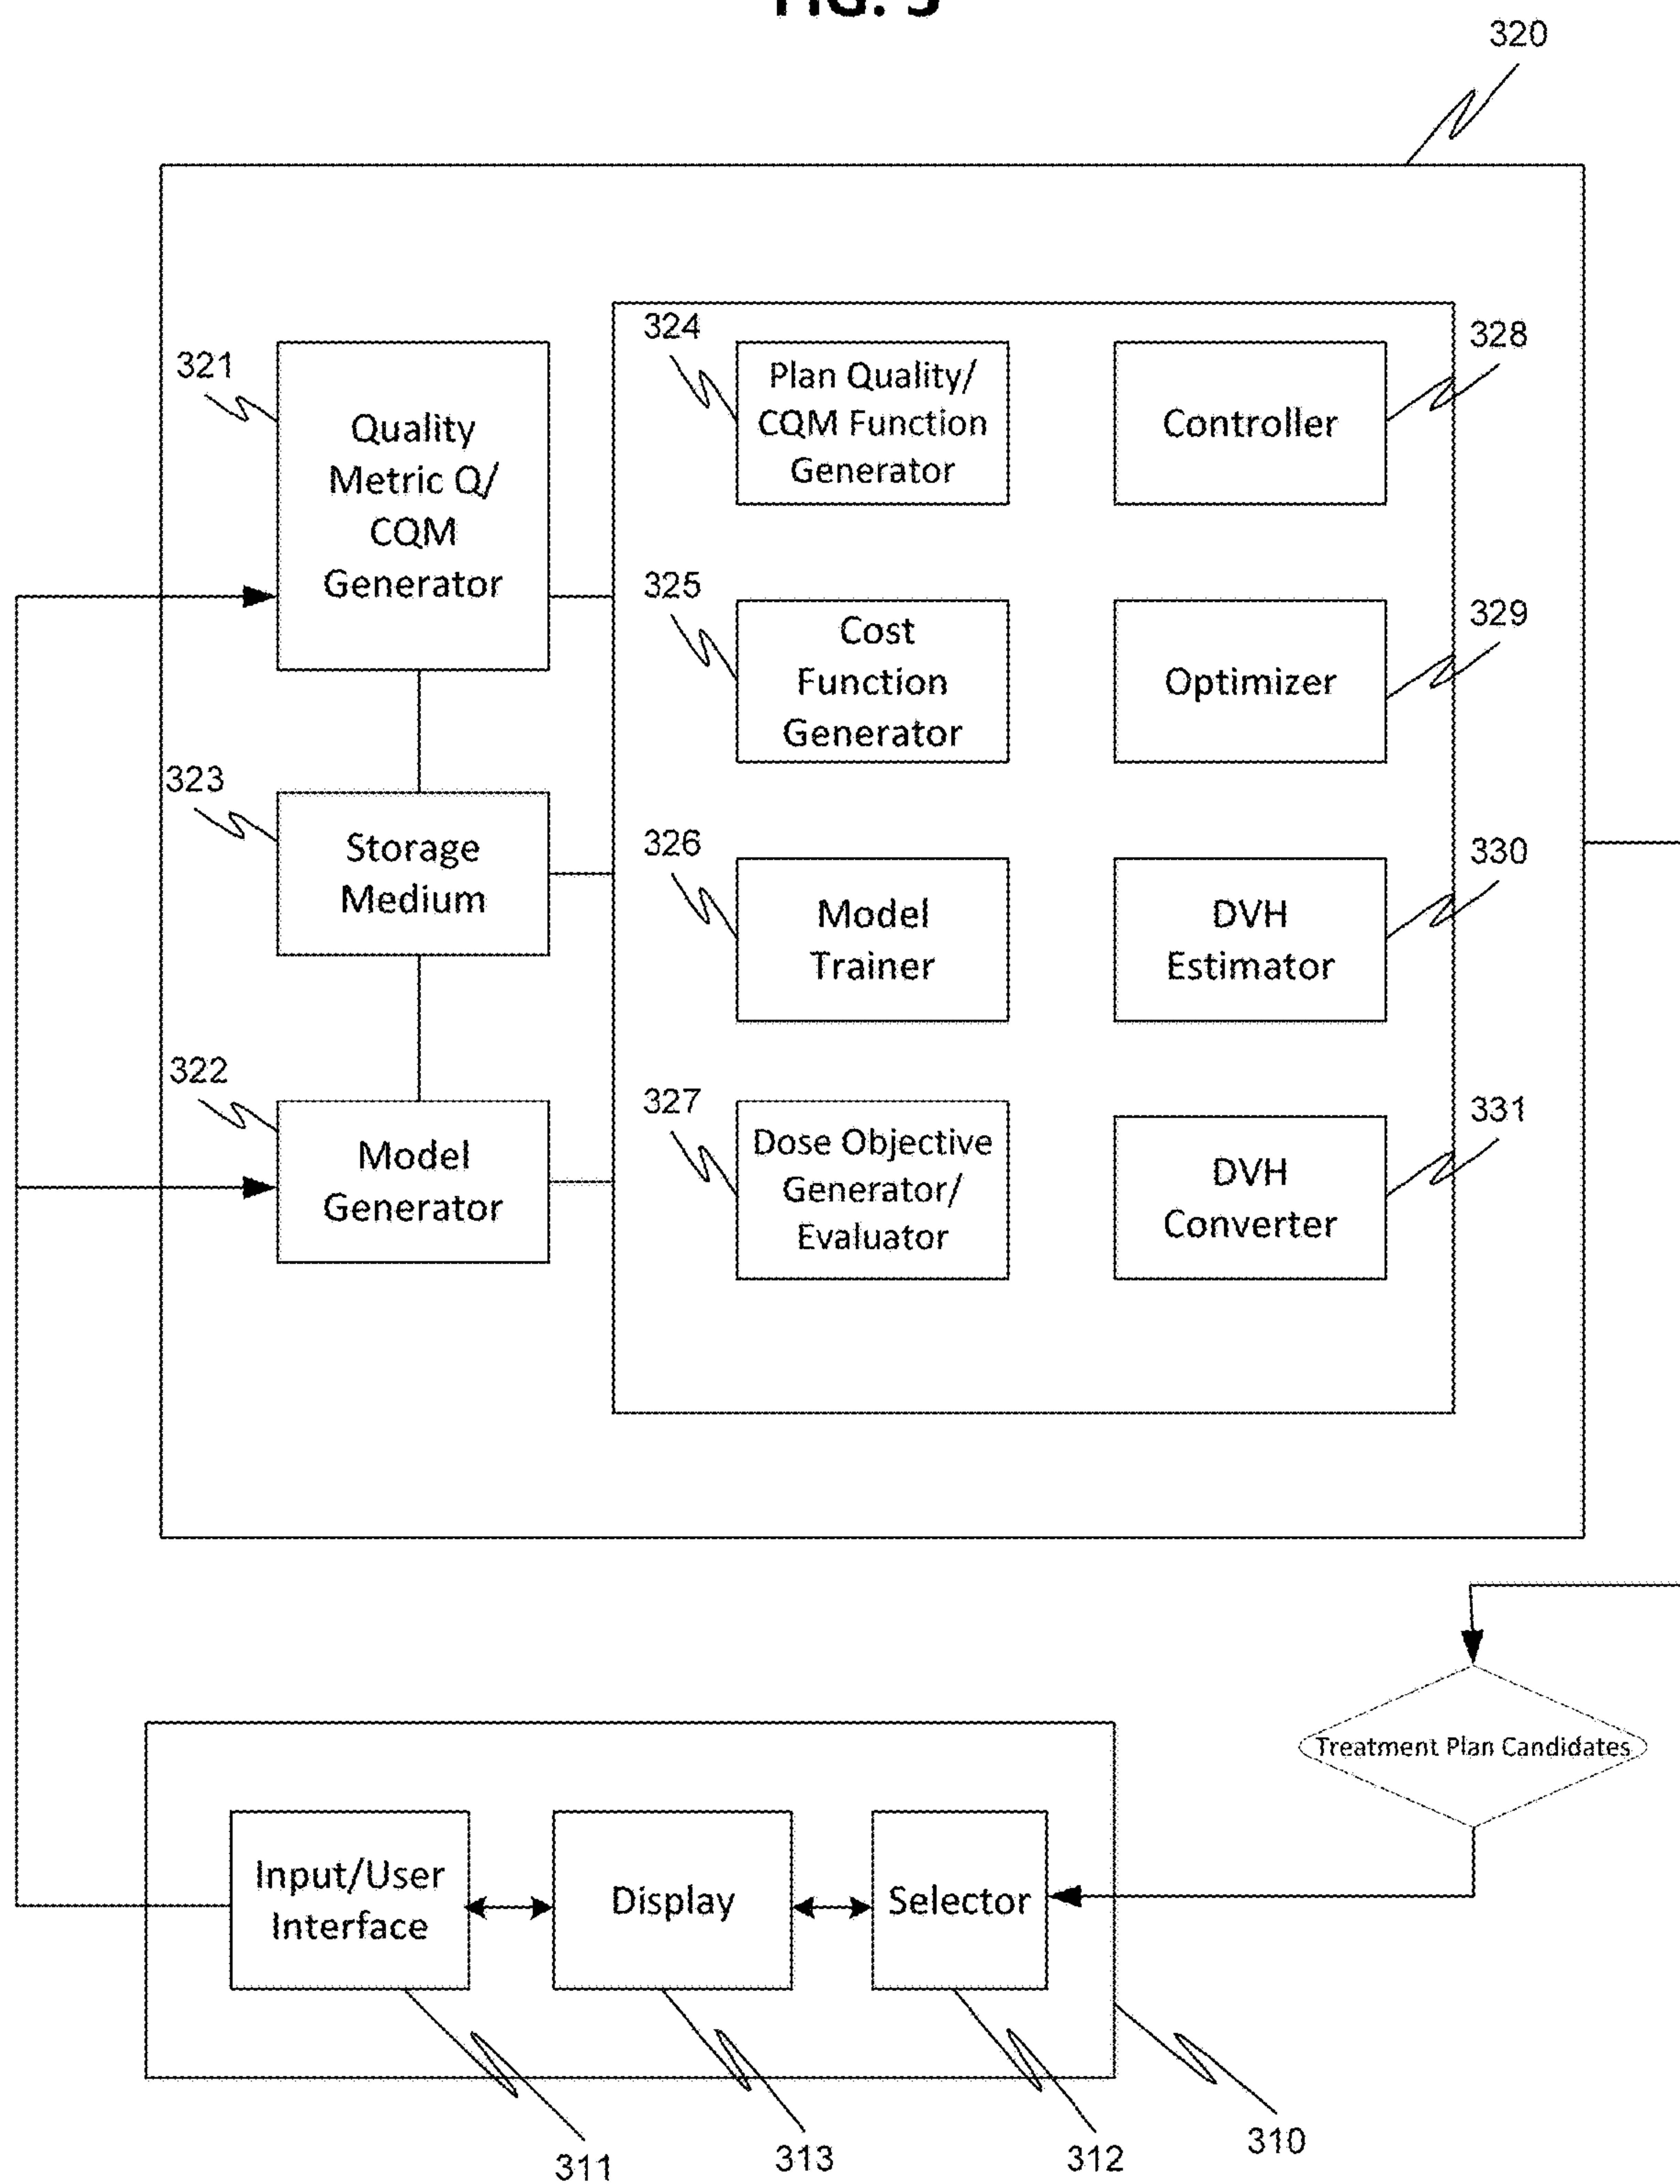 320
324
328
321
Plan Quality/
CQM Function
Generator
Controller
Quality
Metric Q/
CQM
Generator
325
329
Cost
Function
Generator
Optimizer
323
Storage
Medium
326
330
Model
Trainer
DVH
Estimator
322
Model
Generator
327
331
Dose Objective
Generator/
Evaluator
DVH
Converter
Treatment Plan Candidates
Input/User
Interface
Display
Selector
311
313
312
310